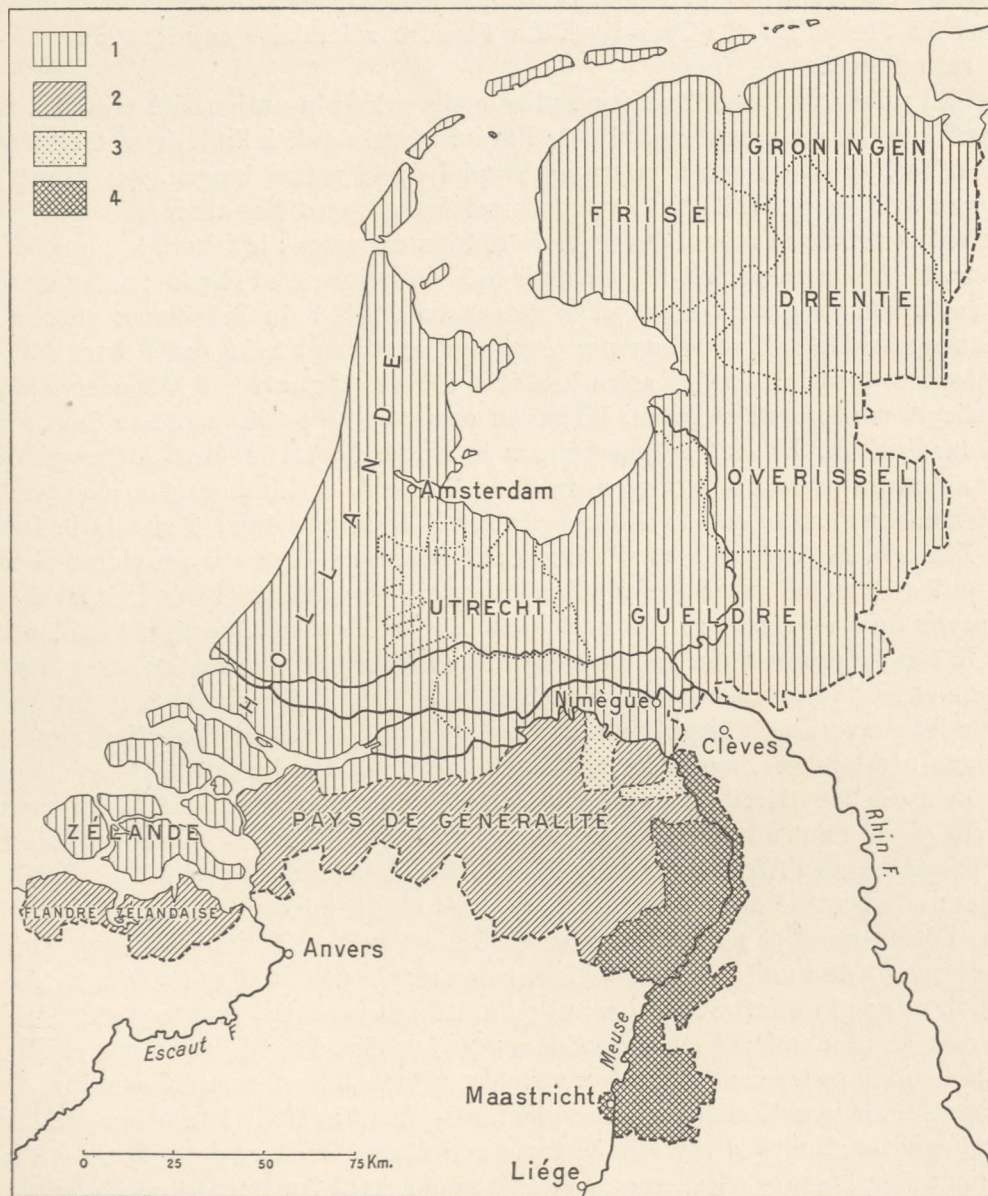 1
2
3
4
GRONINGEN
FRISE
DRENTE
HOLLANDE
Amsterdam
OVERISSEL
UTRECHT
GUELDRE
Nimègue
Clèves
Rhin F.
ZÉLANDE
PAYS DE GÉNÉRALITÉ
FLANDRE ZÉLANDAISE
Anvers
Escaut
Meuse
Maastricht
0 25 50 75 Km.
Liége